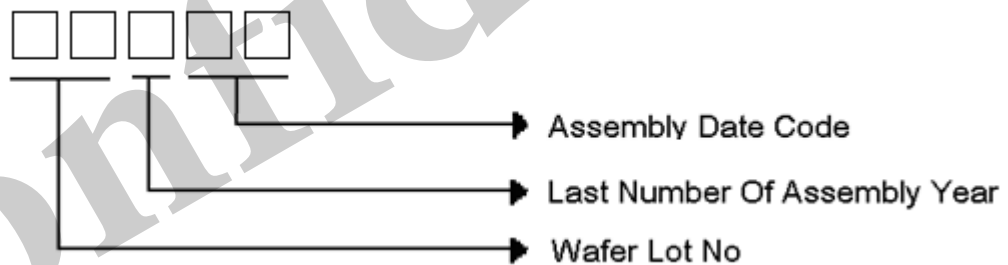 Assembly Date Code
Last Number Of Assembly Year
Wafer Lot No